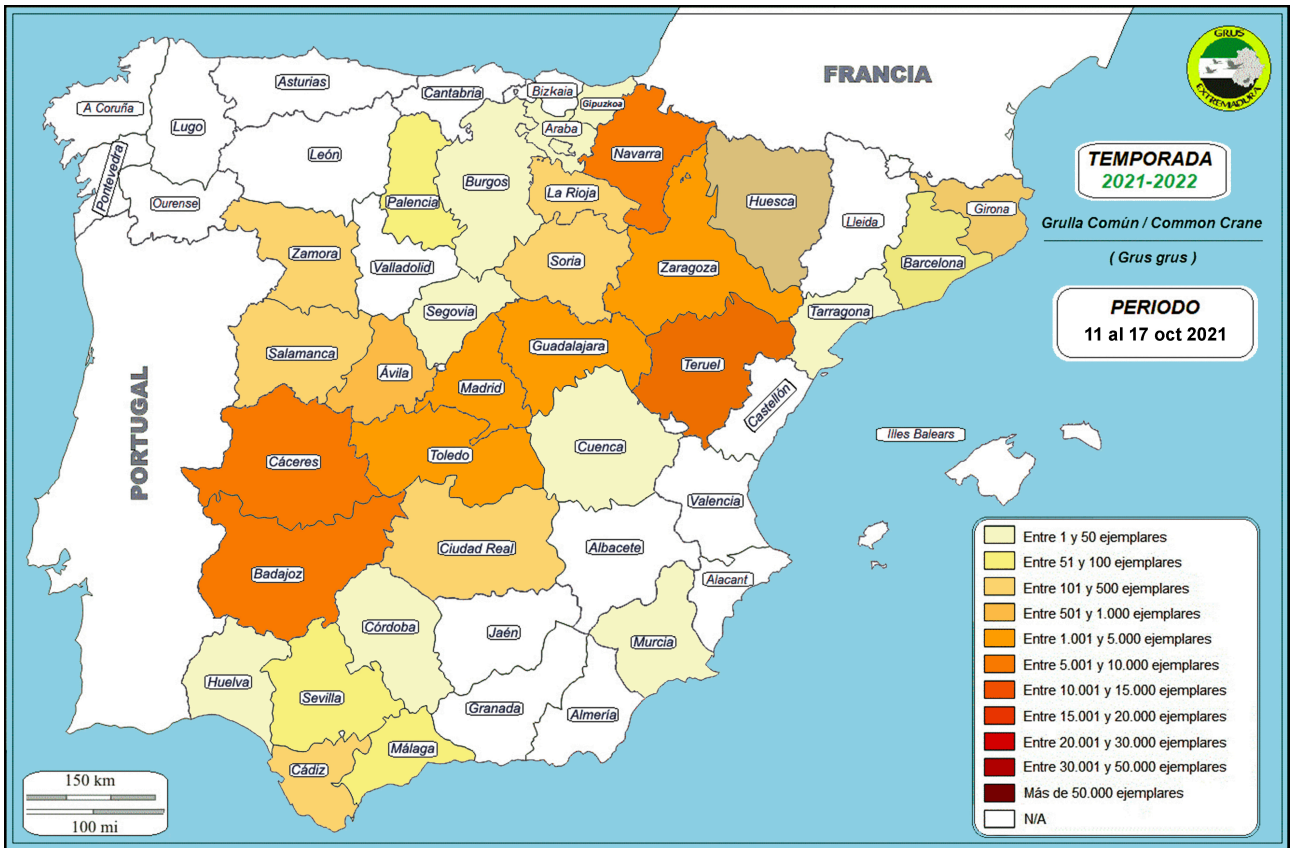 FRANCIA
PORTUGAL
GRUS
EXTREMADURA
TEMPORADA
2021-2022
Grulla Común / Common Crane
( Grus grus )
PERIODO
11 al 17 oct 2021
A Coruña
Lugo
Asturias
Cantabria
Bizkaia
Gipuzkoa
Araba
Navarra
Pontevedra
Ourense
León
Palencia
Burgos
La Rioja
Huesca
Lleida
Girona
Barcelona
Zamora
Valladolid
Soria
Zaragoza
Tarragona
Segovia
Salamanca
Ávila
Madrid
Guadalajara
Teruel
Castellón
Cáceres
Toledo
Cuenca
Valencia
Illes Balears
Badajoz
Ciudad Real
Albacete
Alacant
Córdoba
Jaén
Murcia
Huelva
Sevilla
Granada
Almería
Málaga
Cádiz
Entre 1 y 50 ejemplares
Entre 51 y 100 ejemplares
Entre 101 y 500 ejemplares
Entre 501 y 1.000 ejemplares
Entre 1.001 y 5.000 ejemplares
Entre 5.001 y 10.000 ejemplares
Entre 10.001 y 15.000 ejemplares
Entre 15.001 y 20.000 ejemplares
Entre 20.001 y 30.000 ejemplares
Entre 30.001 y 50.000 ejemplares
Más de 50.000 ejemplares
N/A
150 km
100 mi